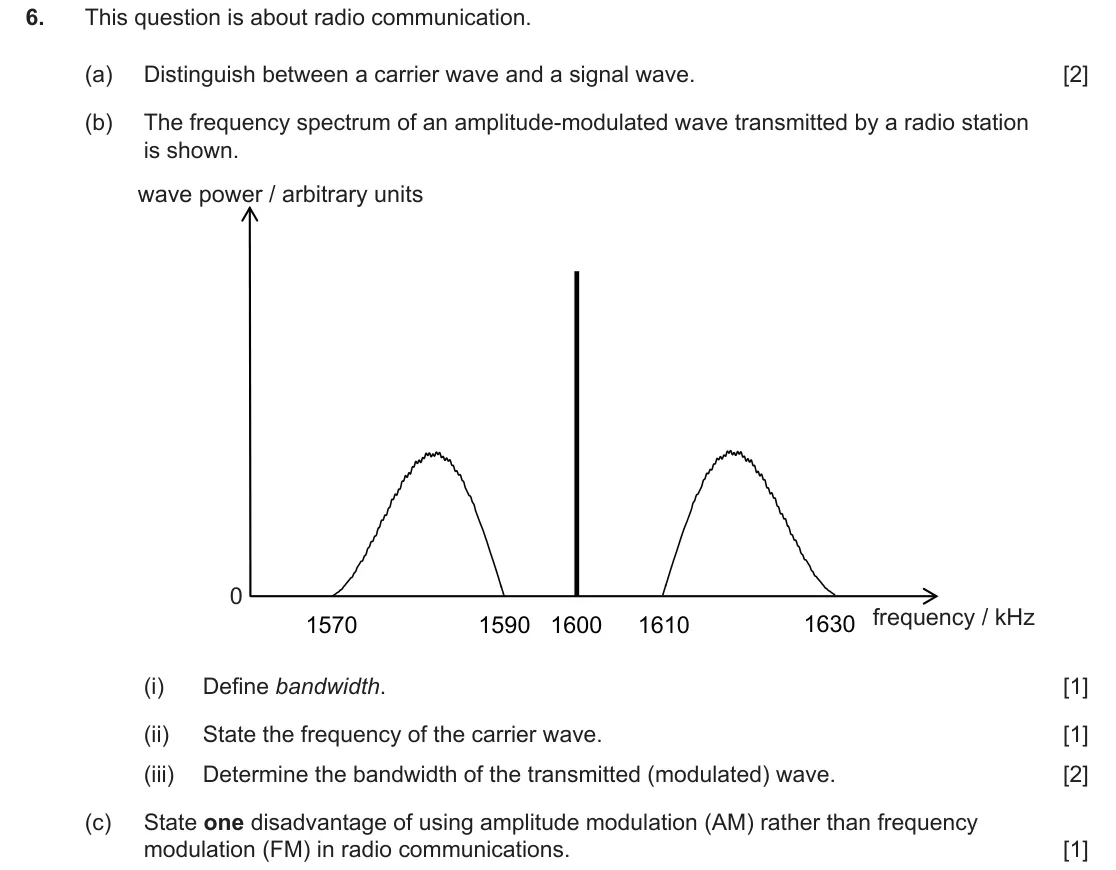 6. This question is about radio communication.
(a) Distinguish between a carrier wave and a signal wave. [2]
(b) The frequency spectrum of an amplitude-modulated wave transmitted by a radio station
is shown.
wave power / arbitrary units
0
1570 1590 1600 1610 1630 frequency / kHz
(i) Define bandwidth. [1]
(ii) State the frequency of the carrier wave. [1]
(iii) Determine the bandwidth of the transmitted (modulated) wave. [2]
(c) State one disadvantage of using amplitude modulation (AM) rather than frequency
modulation (FM) in radio communications. [1]